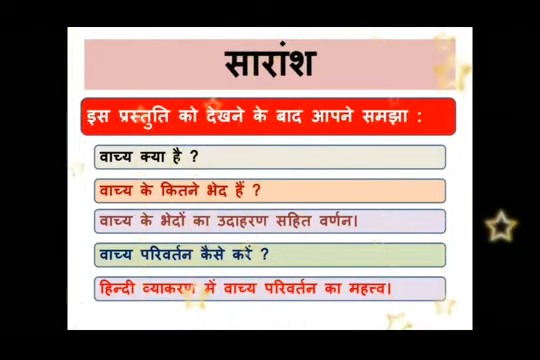 सारांश
इस प्रस्तुति को देखने के बाद आपने समझा :
वाच्य क्या है ?
वाच्य के कितने भेद हैं ?
वाच्य के भेदों का उदाहरण सहित वर्णन।
वाच्य परिवर्तन कैसे करें ?
हिन्दी व्याकरण में वाच्य परिवर्तन का महत्त्व।